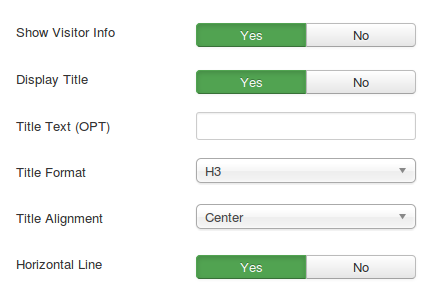 Show Visitor Info Yes No
Display Title Yes No
Title Text (OPT)
Title Format H3
Title Alignment Center
Horizontal Line Yes No